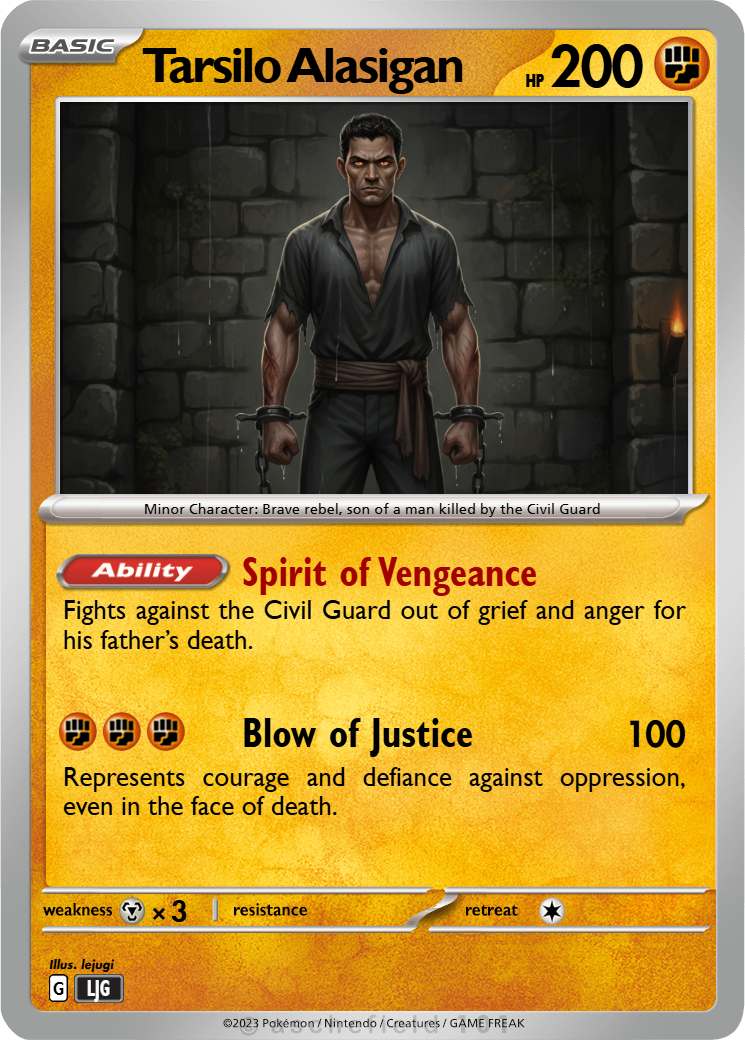 BASIC
Tarsilo Alasigan
HP 200
Minor Character: Brave rebel, son of a man killed by the Civil Guard
Ability Spirit of Vengeance
Fights against the Civil Guard out of grief and anger for
his father's death.
Blow of Justice 100
Represents courage and defiance against oppression,
even in the face of death.
weakness × 3 resistance retreat
Illus. lejugi
G LJG
©2023 Pokémon / Nintendo / Creatures / GAME FREAK